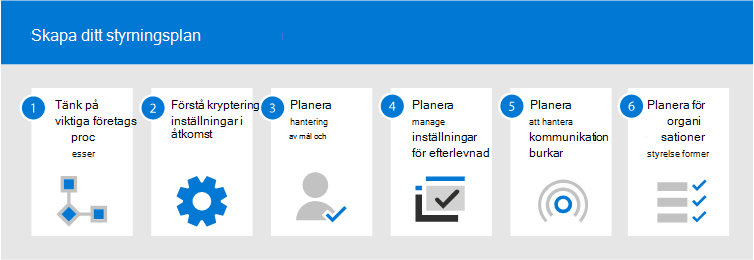 Skapa ditt styrningsplan
1
Tänk på
viktiga företags
proc
esser
2
Förstå kryptering
inställningar i
åtkomst
3
Planera
hantering
av mål och
4
Planera
manage
inställningar
för efterlevnad
5
Planera
att hantera
kommunikation
burkar
6
Planera för
organi
sationer
styrelse former